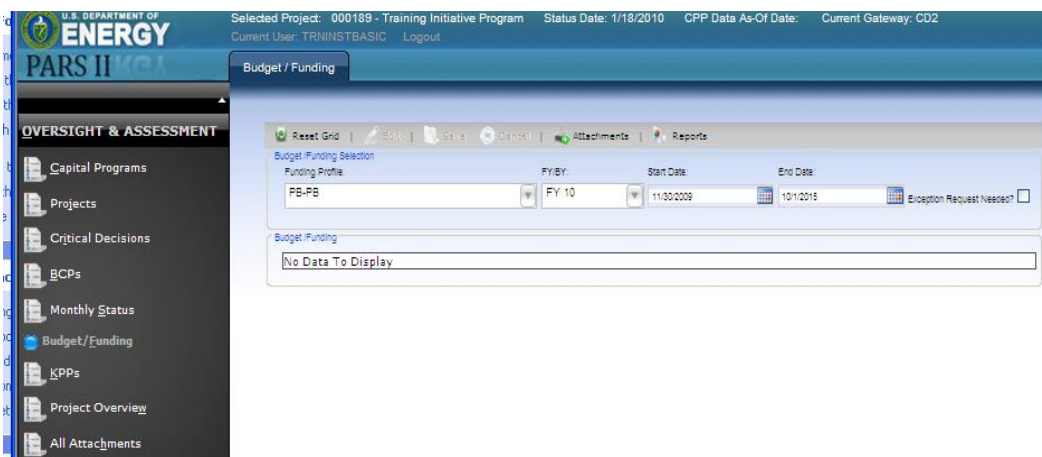 U.S. DEPARTMENT OF
ENERGY
PARS II
Selected Project: 000189 - Training Initiative Program Status Date: 1/18/2010 CPP Data As-Of Date: Current Gateway: CD2
Current User: TRNINSTBASIC Logout
Budget / Funding
OVERSIGHT & ASSESSMENT
Capital Programs
Projects
Critical Decisions
BCPs
Monthly Status
Budget/Funding
KPPs
Project Overview
All Attachments
Reset Grid | Edit | Save Cancel | Attachments | Reports
Budget /Funding Selection
Funding Profile: FY/BY: Start Date: End Date:
PB-PB FY 10 11/30/2009 10/1/2015 Exception Request Needed?
Budget /Funding
No Data To Display